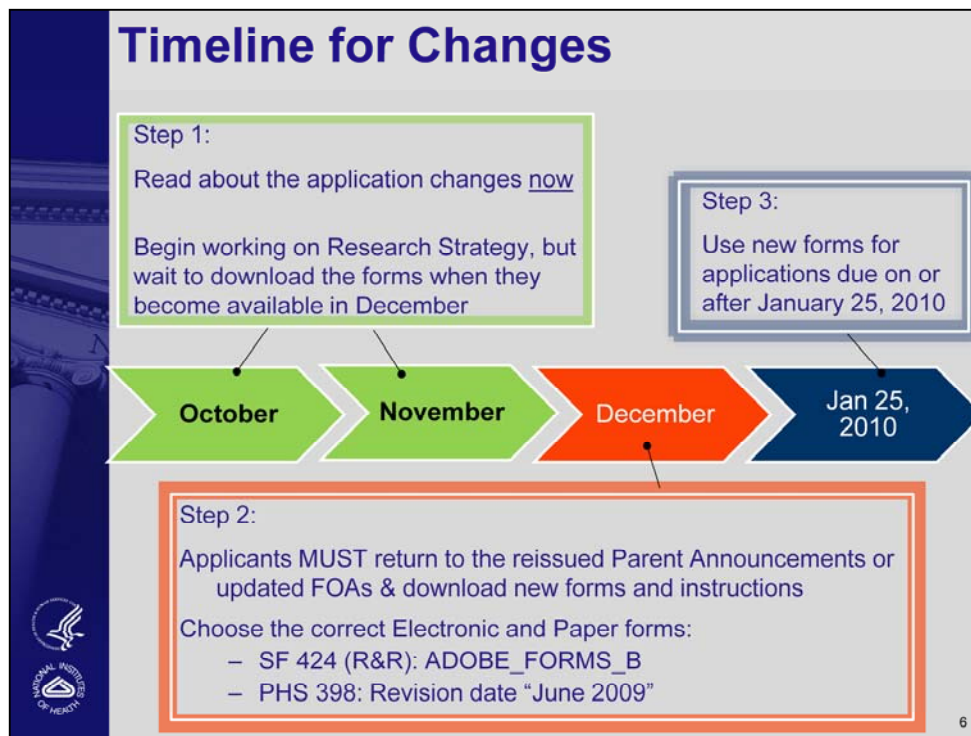 Timeline for Changes
Step 1:
Read about the application changes now
Begin working on Research Strategy, but
wait to download the forms when they
become available in December
Step 3:
Use new forms for
applications due on or
after January 25, 2010
October
November
December
Jan 25,
2010
Step 2:
Applicants MUST return to the reissued Parent Announcements or
updated FOAs & download new forms and instructions
Choose the correct Electronic and Paper forms:
– SF 424 (R&R): ADOBE_FORMS_B
– PHS 398: Revision date “June 2009”
NATIONAL INSTITUTES
OF HEALTH
6